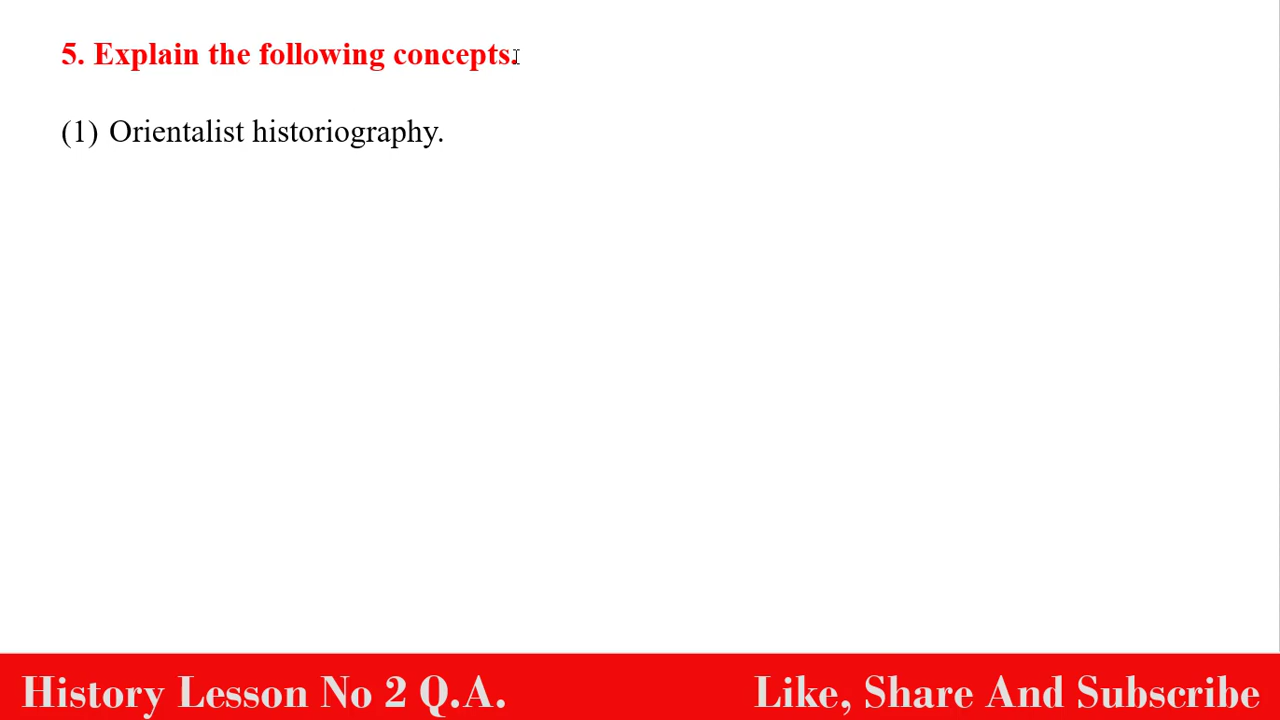 5. Explain the following concepts.
(1) Orientalist historiography.
History Lesson No 2 Q.A.
Like, Share And Subscribe